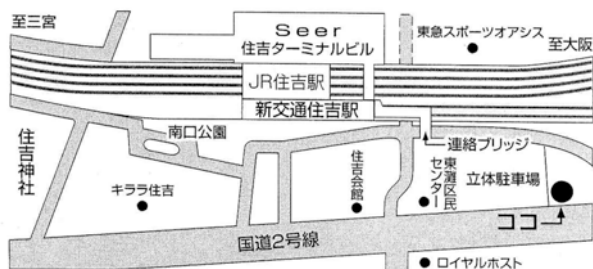 至三宮
Seer
住吉ターミナルビル
東急スポーツオアシス
至大阪
JR住吉駅
新交通住吉駅
南口公園
連絡ブリッジ
住吉神社
キララ住吉
住吉会館
東灘区民
センター
立体駐車場
ココ
国道2号線
ロイヤルホスト